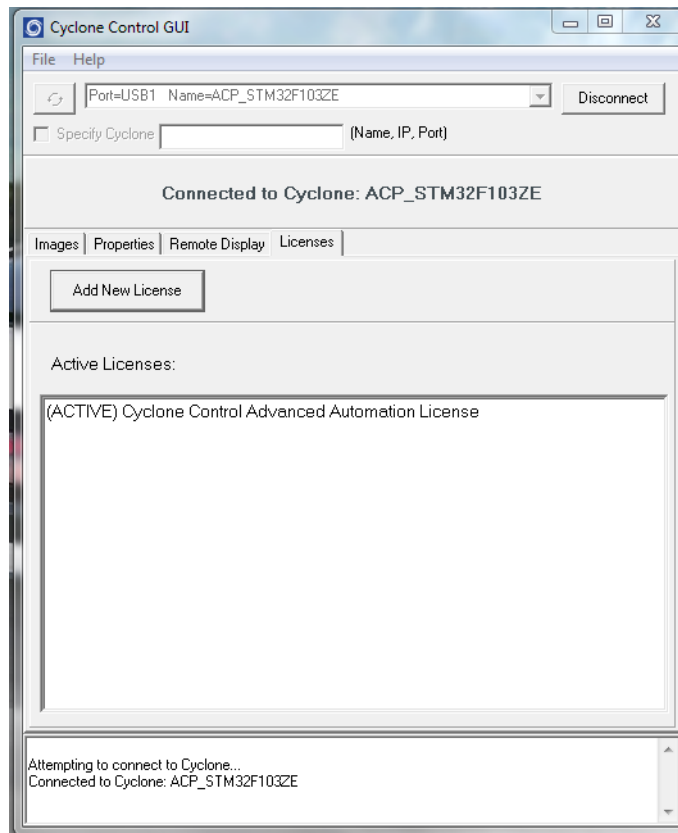 Cyclone Control GUI
File Help
Port=USB1 Name=ACP_STM32F103ZE
Disconnect
Specify Cyclone
(Name, IP, Port)
Connected to Cyclone: ACP_STM32F103ZE
Images Properties Remote Display Licenses
Add New License
Active Licenses:
(ACTIVE) Cyclone Control Advanced Automation License
Attempting to connect to Cyclone...
Connected to Cyclone: ACP_STM32F103ZE